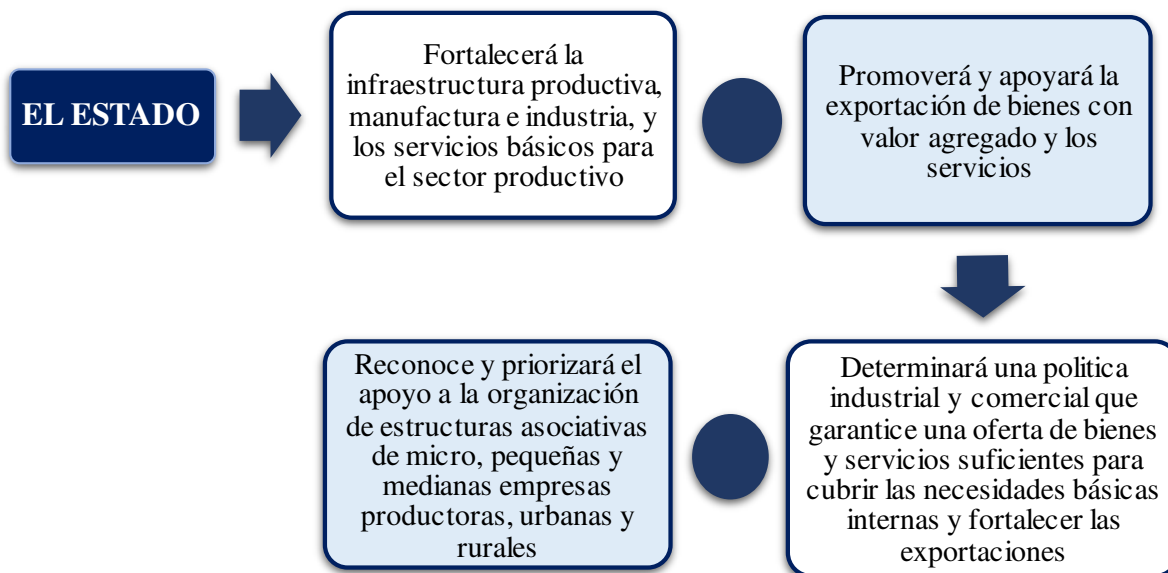 EL ESTADO
Fortalecerá la
infraestructura productiva,
manufactura e industria, y
los servicios básicos para
el sector productivo
Promoverá y apoyará la
exportación de bienes con
valor agregado y los
servicios
Determinará una politica
industrial y comercial que
garantice una oferta de bienes
y servicios suficientes para
cubrir las necesidades básicas
internas y fortalecer las
exportaciones
Reconoce y priorizará el
apoyo a la organización
de estructuras asociativas
de micro, pequeñas y
medianas empresas
productoras, urbanas y
rurales